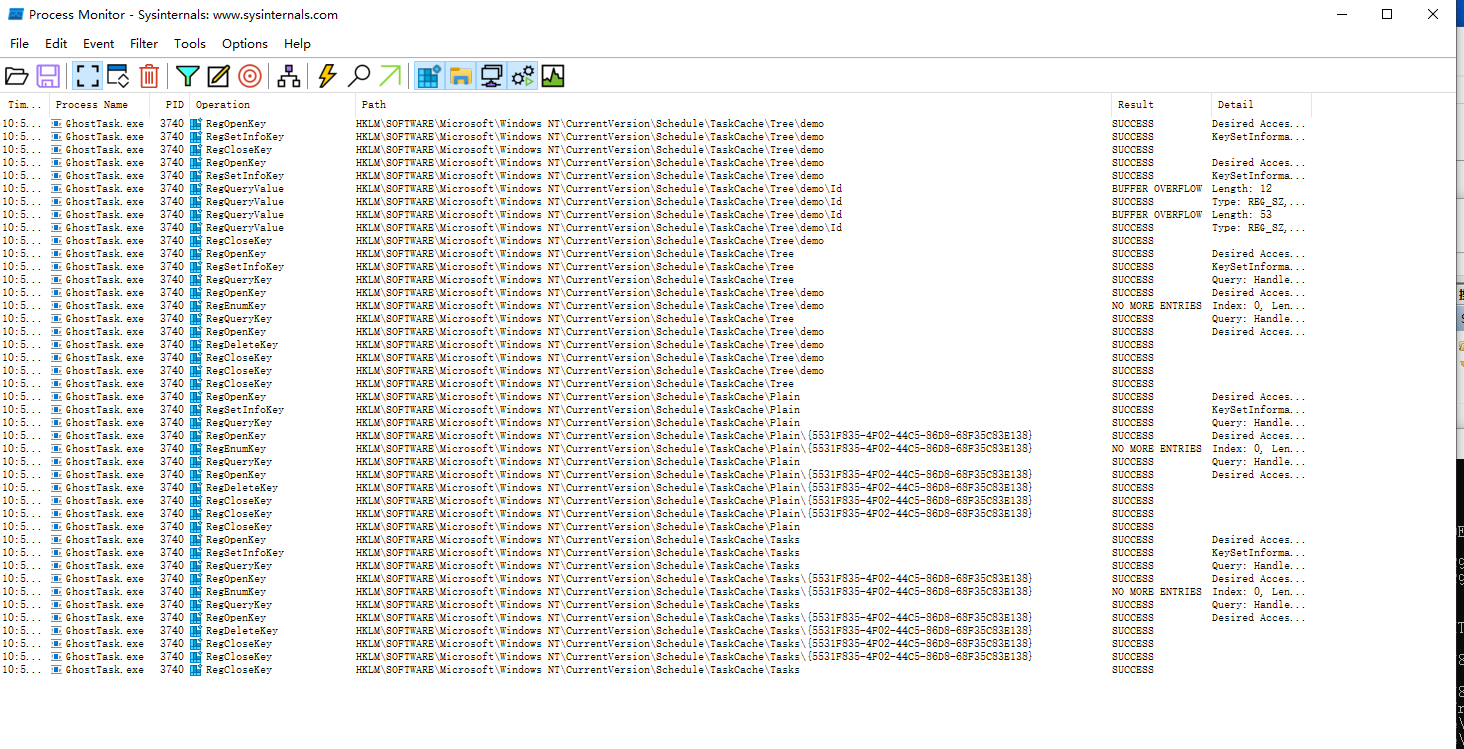 Process Monitor - Sysinternals: www.sysinternals.com
File Edit Event Filter Tools Options Help
Tim... Process Name PID Operation Path Result Detail
10:5... GhostTask.exe 3740 RegOpenKey HKLM\SOFTWARE\Microsoft\Windows NT\CurrentVersion\Schedule\TaskCache\Tree\demo SUCCESS Desired Acces...
10:5... GhostTask.exe 3740 RegSetInfoKey HKLM\SOFTWARE\Microsoft\Windows NT\CurrentVersion\Schedule\TaskCache\Tree\demo SUCCESS KeySetInforma...
10:5... GhostTask.exe 3740 RegCloseKey HKLM\SOFTWARE\Microsoft\Windows NT\CurrentVersion\Schedule\TaskCache\Tree\demo SUCCESS
10:5... GhostTask.exe 3740 RegOpenKey HKLM\SOFTWARE\Microsoft\Windows NT\CurrentVersion\Schedule\TaskCache\Tree\demo SUCCESS Desired Acces...
10:5... GhostTask.exe 3740 RegSetInfoKey HKLM\SOFTWARE\Microsoft\Windows NT\CurrentVersion\Schedule\TaskCache\Tree\demo SUCCESS KeySetInforma...
10:5... GhostTask.exe 3740 RegQueryValue HKLM\SOFTWARE\Microsoft\Windows NT\CurrentVersion\Schedule\TaskCache\Tree\demo\Id BUFFER OVERFLOW Length: 12
10:5... GhostTask.exe 3740 RegQueryValue HKLM\SOFTWARE\Microsoft\Windows NT\CurrentVersion\Schedule\TaskCache\Tree\demo\Id SUCCESS Type: REG_SZ,...
10:5... GhostTask.exe 3740 RegQueryValue HKLM\SOFTWARE\Microsoft\Windows NT\CurrentVersion\Schedule\TaskCache\Tree\demo\Id BUFFER OVERFLOW Length: 53
10:5... GhostTask.exe 3740 RegQueryValue HKLM\SOFTWARE\Microsoft\Windows NT\CurrentVersion\Schedule\TaskCache\Tree\demo\Id SUCCESS Type: REG_SZ,...
10:5... GhostTask.exe 3740 RegCloseKey HKLM\SOFTWARE\Microsoft\Windows NT\CurrentVersion\Schedule\TaskCache\Tree\demo SUCCESS
10:5... GhostTask.exe 3740 RegOpenKey HKLM\SOFTWARE\Microsoft\Windows NT\CurrentVersion\Schedule\TaskCache\Tree SUCCESS Desired Acces...
10:5... GhostTask.exe 3740 RegSetInfoKey HKLM\SOFTWARE\Microsoft\Windows NT\CurrentVersion\Schedule\TaskCache\Tree SUCCESS KeySetInforma...
10:5... GhostTask.exe 3740 RegQueryKey HKLM\SOFTWARE\Microsoft\Windows NT\CurrentVersion\Schedule\TaskCache\Tree SUCCESS Query: Handle...
10:5... GhostTask.exe 3740 RegOpenKey HKLM\SOFTWARE\Microsoft\Windows NT\CurrentVersion\Schedule\TaskCache\Tree\demo SUCCESS Desired Acces...
10:5... GhostTask.exe 3740 RegEnumKey HKLM\SOFTWARE\Microsoft\Windows NT\CurrentVersion\Schedule\TaskCache\Tree\demo NO MORE ENTRIES Index: 0, Len...
10:5... GhostTask.exe 3740 RegQueryKey HKLM\SOFTWARE\Microsoft\Windows NT\CurrentVersion\Schedule\TaskCache\Tree SUCCESS Query: Handle...
10:5... GhostTask.exe 3740 RegOpenKey HKLM\SOFTWARE\Microsoft\Windows NT\CurrentVersion\Schedule\TaskCache\Tree\demo SUCCESS Desired Acces...
10:5... GhostTask.exe 3740 RegDeleteKey HKLM\SOFTWARE\Microsoft\Windows NT\CurrentVersion\Schedule\TaskCache\Tree\demo SUCCESS
10:5... GhostTask.exe 3740 RegCloseKey HKLM\SOFTWARE\Microsoft\Windows NT\CurrentVersion\Schedule\TaskCache\Tree\demo SUCCESS
10:5... GhostTask.exe 3740 RegCloseKey HKLM\SOFTWARE\Microsoft\Windows NT\CurrentVersion\Schedule\TaskCache\Tree\demo SUCCESS
10:5... GhostTask.exe 3740 RegCloseKey HKLM\SOFTWARE\Microsoft\Windows NT\CurrentVersion\Schedule\TaskCache\Tree SUCCESS
10:5... GhostTask.exe 3740 RegOpenKey HKLM\SOFTWARE\Microsoft\Windows NT\CurrentVersion\Schedule\TaskCache\Plain SUCCESS Desired Acces...
10:5... GhostTask.exe 3740 RegSetInfoKey HKLM\SOFTWARE\Microsoft\Windows NT\CurrentVersion\Schedule\TaskCache\Plain SUCCESS KeySetInforma...
10:5... GhostTask.exe 3740 RegQueryKey HKLM\SOFTWARE\Microsoft\Windows NT\CurrentVersion\Schedule\TaskCache\Plain SUCCESS Query: Handle...
10:5... GhostTask.exe 3740 RegOpenKey HKLM\SOFTWARE\Microsoft\Windows NT\CurrentVersion\Schedule\TaskCache\Plain\{5531F835-4F02-44C5-86D8-68F35C83E138} SUCCESS Desired Acces...
10:5... GhostTask.exe 3740 RegEnumKey HKLM\SOFTWARE\Microsoft\Windows NT\CurrentVersion\Schedule\TaskCache\Plain\{5531F835-4F02-44C5-86D8-68F35C83E138} NO MORE ENTRIES Index: 0, Len...
10:5... GhostTask.exe 3740 RegQueryKey HKLM\SOFTWARE\Microsoft\Windows NT\CurrentVersion\Schedule\TaskCache\Plain SUCCESS Query: Handle...
10:5... GhostTask.exe 3740 RegOpenKey HKLM\SOFTWARE\Microsoft\Windows NT\CurrentVersion\Schedule\TaskCache\Plain\{5531F835-4F02-44C5-86D8-68F35C83E138} SUCCESS Desired Acces...
10:5... GhostTask.exe 3740 RegDeleteKey HKLM\SOFTWARE\Microsoft\Windows NT\CurrentVersion\Schedule\TaskCache\Plain\{5531F835-4F02-44C5-86D8-68F35C83E138} SUCCESS
10:5... GhostTask.exe 3740 RegCloseKey HKLM\SOFTWARE\Microsoft\Windows NT\CurrentVersion\Schedule\TaskCache\Plain\{5531F835-4F02-44C5-86D8-68F35C83E138} SUCCESS
10:5... GhostTask.exe 3740 RegCloseKey HKLM\SOFTWARE\Microsoft\Windows NT\CurrentVersion\Schedule\TaskCache\Plain\{5531F835-4F02-44C5-86D8-68F35C83E138} SUCCESS
10:5... GhostTask.exe 3740 RegCloseKey HKLM\SOFTWARE\Microsoft\Windows NT\CurrentVersion\Schedule\TaskCache\Plain SUCCESS
10:5... GhostTask.exe 3740 RegOpenKey HKLM\SOFTWARE\Microsoft\Windows NT\CurrentVersion\Schedule\TaskCache\Tasks SUCCESS Desired Acces...
10:5... GhostTask.exe 3740 RegSetInfoKey HKLM\SOFTWARE\Microsoft\Windows NT\CurrentVersion\Schedule\TaskCache\Tasks SUCCESS KeySetInforma...
10:5... GhostTask.exe 3740 RegQueryKey HKLM\SOFTWARE\Microsoft\Windows NT\CurrentVersion\Schedule\TaskCache\Tasks SUCCESS Query: Handle...
10:5... GhostTask.exe 3740 RegOpenKey HKLM\SOFTWARE\Microsoft\Windows NT\CurrentVersion\Schedule\TaskCache\Tasks\{5531F835-4F02-44C5-86D8-68F35C83E138} SUCCESS Desired Acces...
10:5... GhostTask.exe 3740 RegEnumKey HKLM\SOFTWARE\Microsoft\Windows NT\CurrentVersion\Schedule\TaskCache\Tasks\{5531F835-4F02-44C5-86D8-68F35C83E138} NO MORE ENTRIES Index: 0, Len...
10:5... GhostTask.exe 3740 RegQueryKey HKLM\SOFTWARE\Microsoft\Windows NT\CurrentVersion\Schedule\TaskCache\Tasks SUCCESS Query: Handle...
10:5... GhostTask.exe 3740 RegOpenKey HKLM\SOFTWARE\Microsoft\Windows NT\CurrentVersion\Schedule\TaskCache\Tasks\{5531F835-4F02-44C5-86D8-68F35C83E138} SUCCESS Desired Acces...
10:5... GhostTask.exe 3740 RegDeleteKey HKLM\SOFTWARE\Microsoft\Windows NT\CurrentVersion\Schedule\TaskCache\Tasks\{5531F835-4F02-44C5-86D8-68F35C83E138} SUCCESS
10:5... GhostTask.exe 3740 RegCloseKey HKLM\SOFTWARE\Microsoft\Windows NT\CurrentVersion\Schedule\TaskCache\Tasks\{5531F835-4F02-44C5-86D8-68F35C83E138} SUCCESS
10:5... GhostTask.exe 3740 RegCloseKey HKLM\SOFTWARE\Microsoft\Windows NT\CurrentVersion\Schedule\TaskCache\Tasks\{5531F835-4F02-44C5-86D8-68F35C83E138} SUCCESS
10:5... GhostTask.exe 3740 RegCloseKey HKLM\SOFTWARE\Microsoft\Windows NT\CurrentVersion\Schedule\TaskCache\Tasks SUCCESS